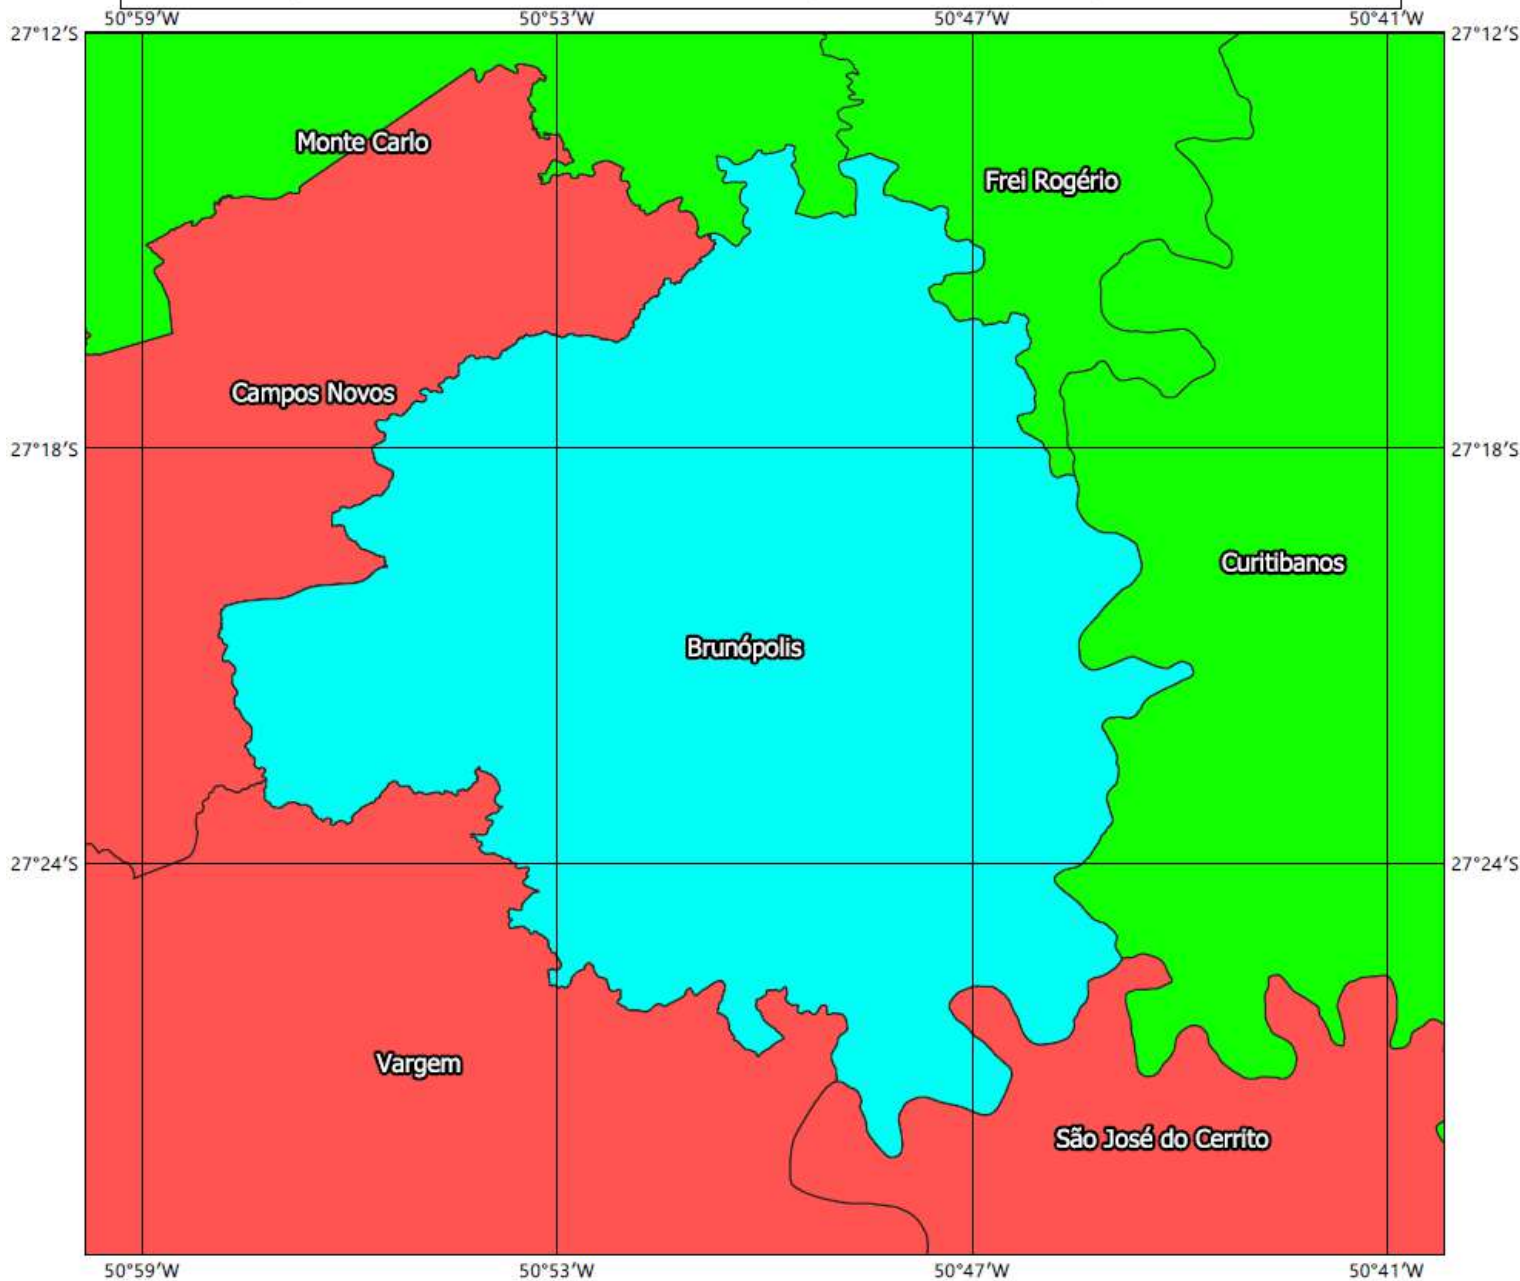 50°59′W 50°53′W 50°47′W 50°41′W
27°12′S 27°12′S
Monte Carlo
Frei Rogério
Campos Novos
27°18′S 27°18′S
Curitibanos
Brunópolis
27°24′S 27°24′S
Vargem
São José do Cerrito
50°59′W 50°53′W 50°47′W 50°41′W